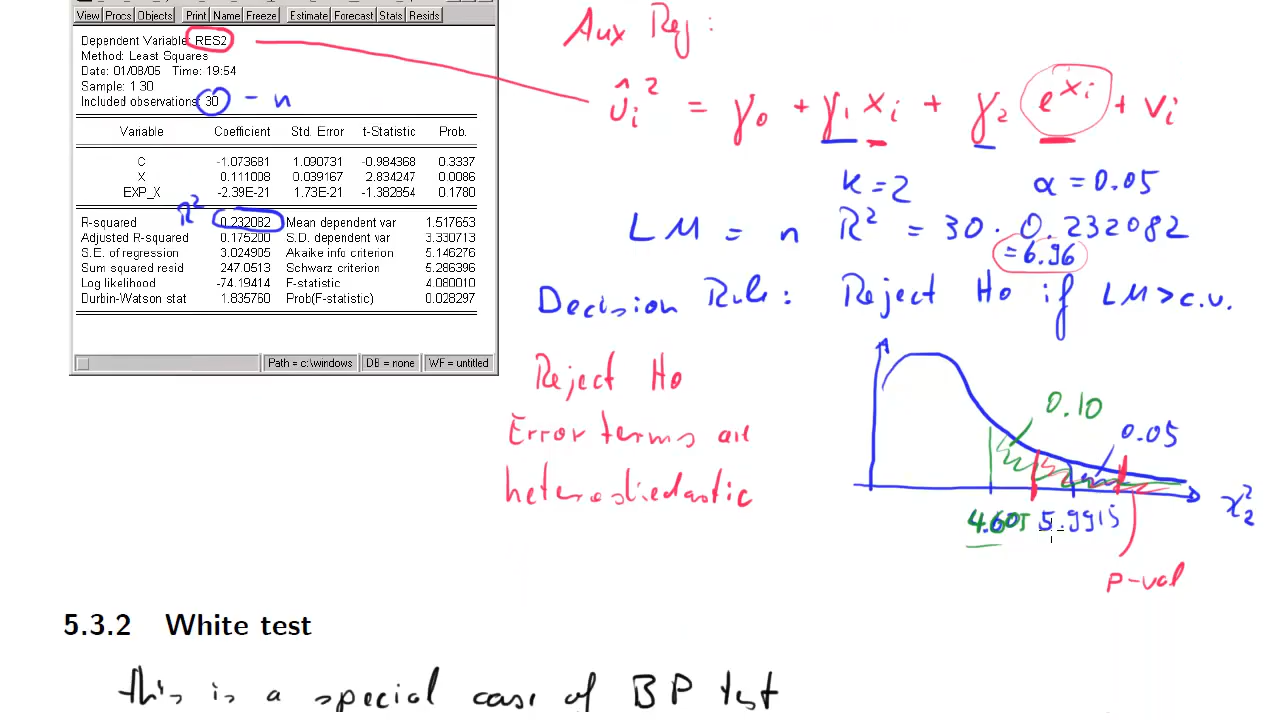 View Procs Objects Print Name Freeze Estimate Forecast Stats Resids
Dependent Variable: RES2
Method: Least Squares
Date: 01/08/05 Time: 19:54
Sample: 1 30
Included observations: 30 - n
Variable Coefficient Std. Error t-Statistic Prob.
C -1.073681 1.090731 -0.984368 0.3337
X 0.111008 0.039167 2.834247 0.0086
EXP_X -2.39E-21 1.73E-21 -1.382654 0.1780
R²
R-squared 0.232082 Mean dependent var 1.517653
Adjusted R-squared 0.175200 S.D. dependent var 3.330713
S.E. of regression 3.024905 Akaike info criterion 5.146276
Sum squared resid 247.0513 Schwarz criterion 5.286396
Log likelihood -74.19414 F-statistic 4.080010
Durbin-Watson stat 1.835760 Prob(F-statistic) 0.028297
Path = c:\windows DB = none WF = untitled
Aux Reg:
ûᵢ² = γ₀ + γ₁ xᵢ + γ₂ e^xᵢ + vᵢ
k = 2 α = 0.05
LM = n R² = 30 · 0.232082
= 6.96
Decision Rule: Reject Ho if LM > c.v.
Reject Ho
Error terms are
0.10
0.05
4.605 5.9915 χ²₂
p-val
5.3.2 White test
this is a special case of BP test